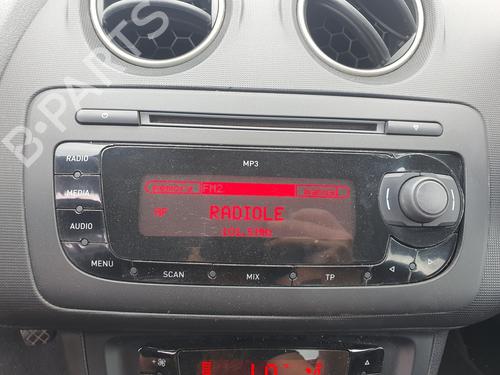 B-PARTS
MP3
RADIO
MEDIA
AUDIO
MENU
FM2
AF
RADIOLE
SCAN
MIX
TP